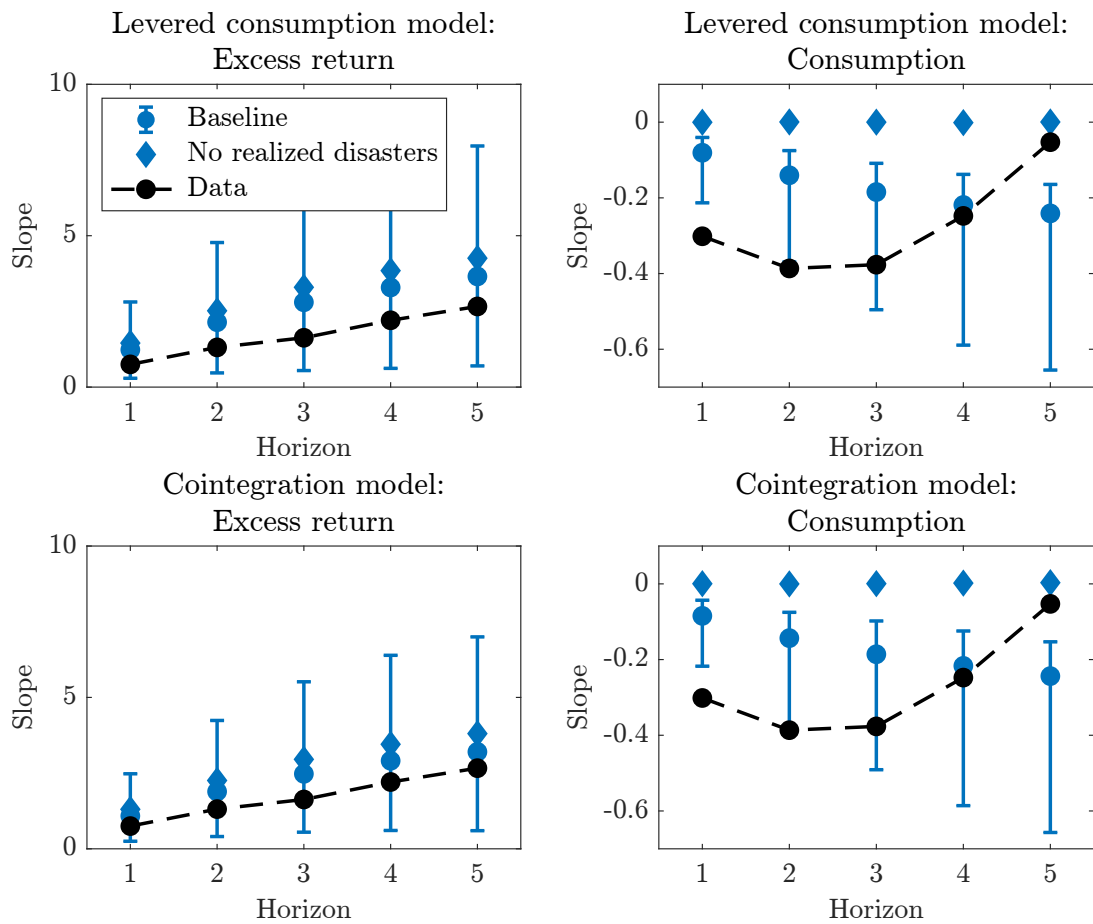 Levered consumption model:
Excess return
10
5
0
Slope
Baseline
No realized disasters
Data
1 2 3 4 5
Horizon
Levered consumption model:
Consumption
0
-0.2
-0.4
-0.6
Slope
1 2 3 4 5
Horizon
Cointegration model:
Excess return
10
5
0
Slope
1 2 3 4 5
Horizon
Cointegration model:
Consumption
0
-0.2
-0.4
-0.6
Slope
1 2 3 4 5
Horizon